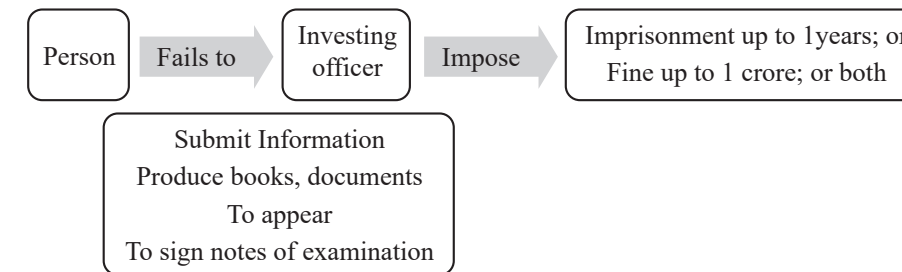 Person
Fails to
Investing
officer
Impose
Imprisonment up to 1years; or
Fine up to 1 crore; or both
Submit Information
Produce books, documents
To appear
To sign notes of examination